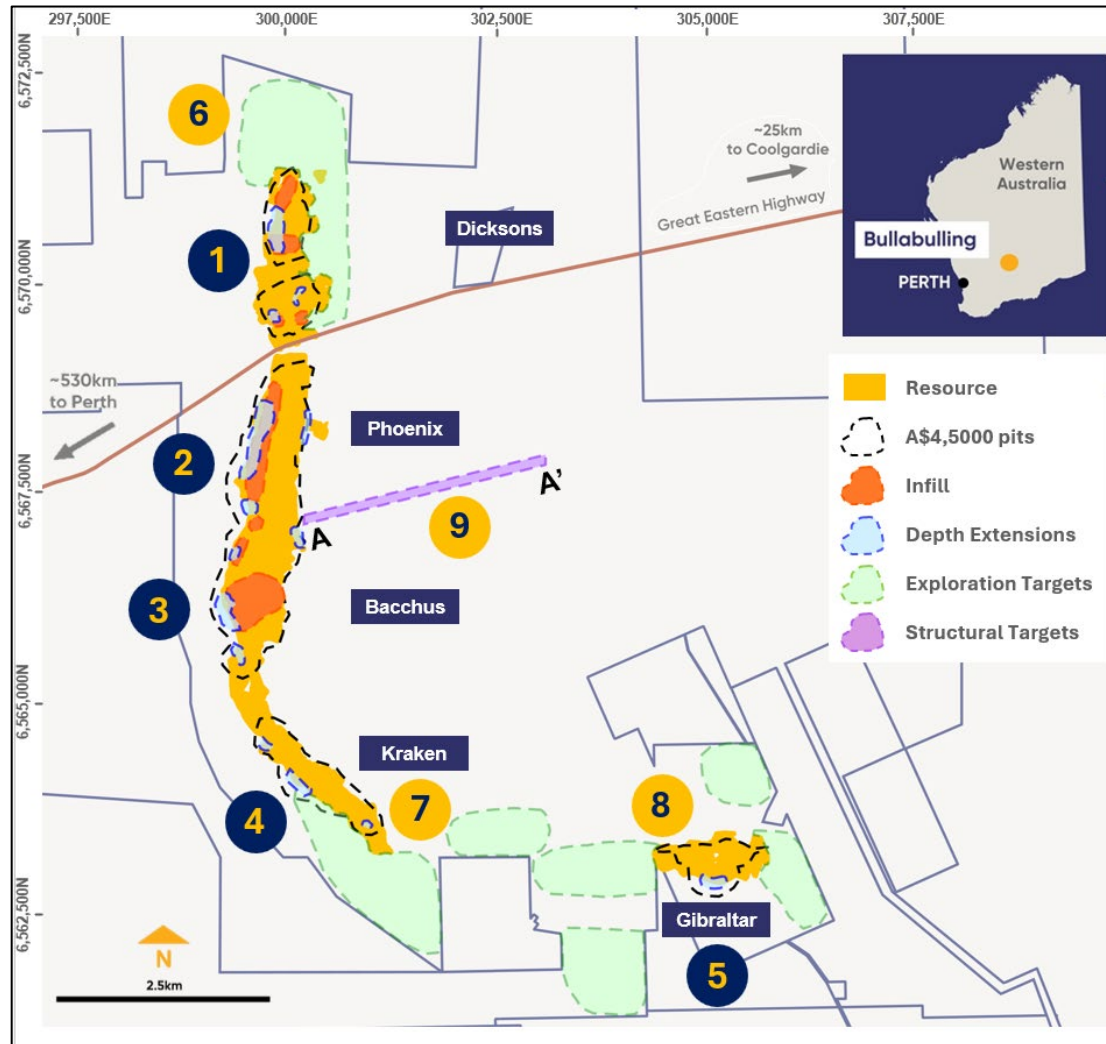 297,500E
300,000E
302,500E
305,000E
307,500E
6,572,500N
6,570,000N
6,567,500N
6,565,000N
6,562,500N
6
1
2
3
4
7
8
5
9
~25km
to Coolgardie
Great Eastern Highway
Dicksons
~530km
to Perth
Phoenix
A
A’
Bacchus
Kraken
Gibraltar
N
2.5km
Western
Australia
Bullabulling
PERTH
Resource
A$4,5000 pits
Infill
Depth Extensions
Exploration Targets
Structural Targets